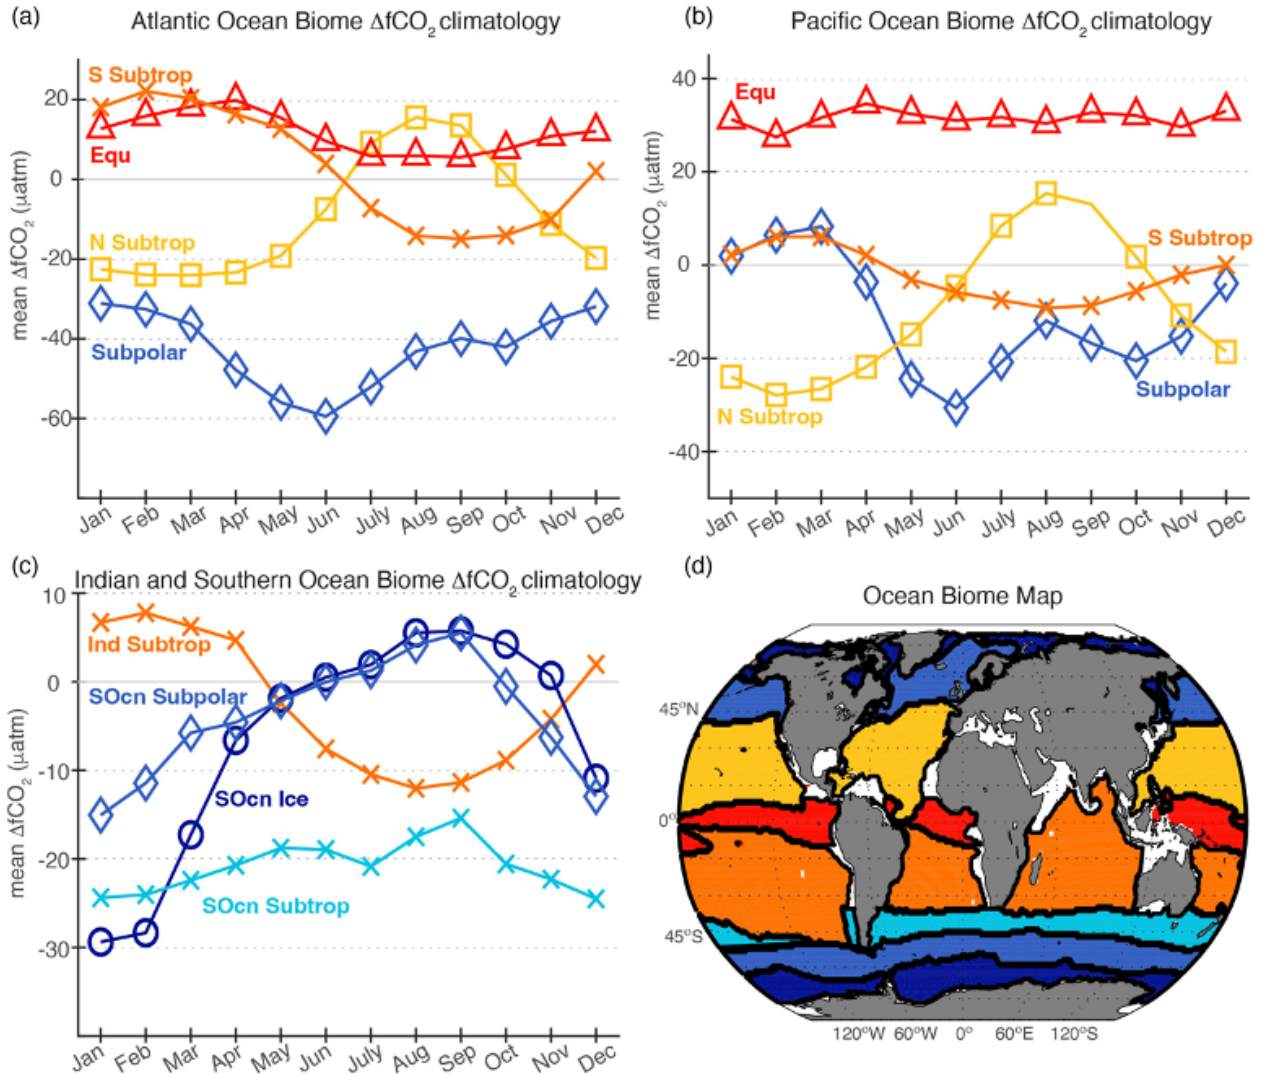 (a)
Atlantic Ocean Biome ΔfCO2 climatology
mean ΔfCO2 (μatm)
20
0
-20
-40
-60
S Subtrop
Equ
N Subtrop
Subpolar
Jan Feb Mar Apr May Jun July Aug Sep Oct Nov Dec
(b)
Pacific Ocean Biome ΔfCO2 climatology
mean ΔfCO2 (μatm)
40
20
0
-20
-40
Equ
S Subtrop
Subpolar
N Subtrop
Jan Feb Mar Apr May Jun July Aug Sep Oct Nov Dec
(c)
Indian and Southern Ocean Biome ΔfCO2 climatology
mean ΔfCO2 (μatm)
10
0
-10
-20
-30
Ind Subtrop
SOcn Subpolar
SOcn Ice
SOcn Subtrop
Jan Feb Mar Apr May Jun July Aug Sep Oct Nov Dec
(d)
Ocean Biome Map
45°N
0°
45°S
120°W 60°W 0° 60°E 120°S